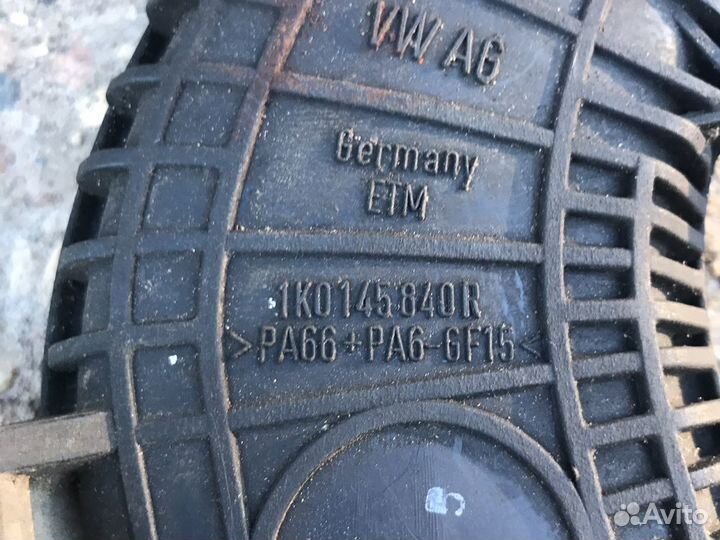 VW AG
Germany
ETM
1K0145840R
>PA66+PA6-GF15<
Avito